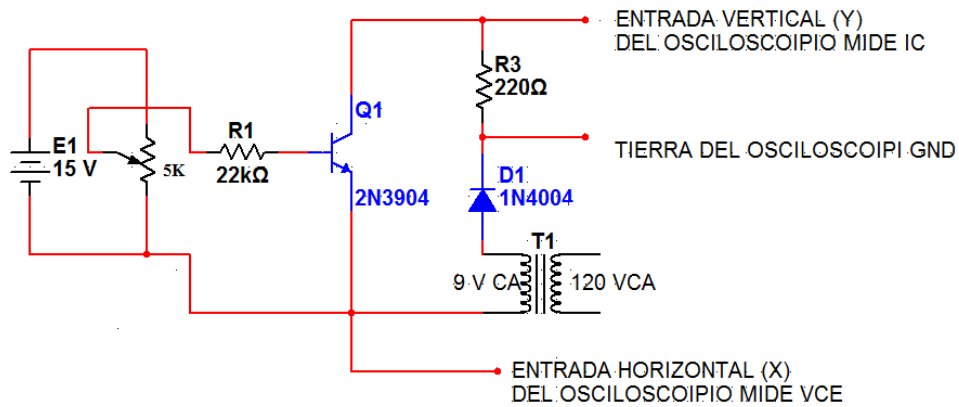 ENTRADA VERTICAL (Y)
DEL OSCILOSCOIPIO MIDE IC
R3
220Ω
Q1
E1
15 V
5K
R1
22kΩ
TIERRA DEL OSCILOSCOIPI GND
D1
1N4004
2N3904
T1
9 V CA
120 VCA
ENTRADA HORIZONTAL (X)
DEL OSCILOSCOIPIO MIDE VCE